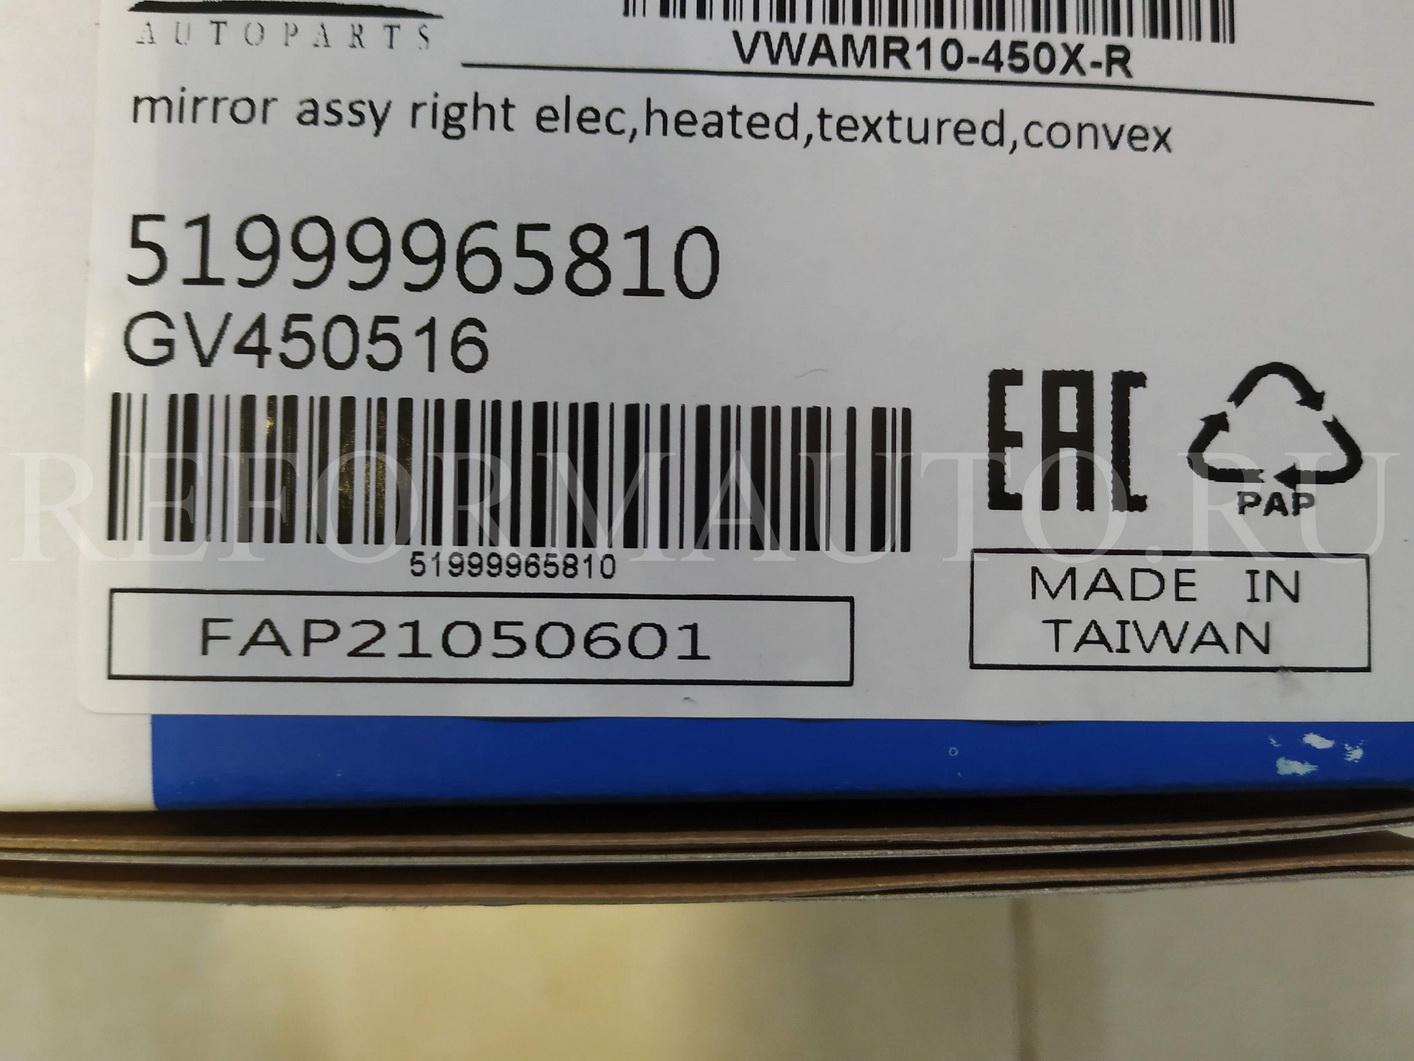 AUTOPARTS
VWAMR10-450X-R
mirror assy right elec,heated,textured,convex
51999965810
GV450516
EAC
PAP
REFORMAUTO.RU
51999965810
MADE IN
TAIWAN
FAP21050601